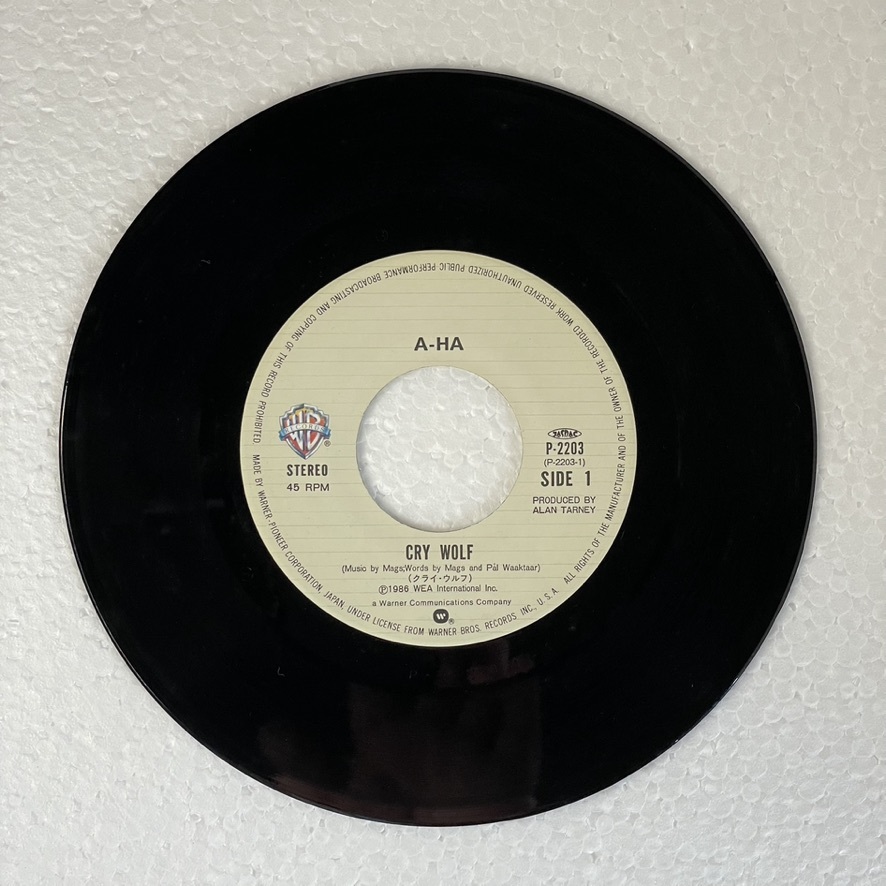 A-HA
RECORDS
STEREO
45 RPM
P-2203
(P-2203-1)
SIDE 1
PRODUCED BY
ALAN TARNEY
CRY WOLF
(Music by Mags;Words by Mags and Pål Waaktaar)
(クライ・ウルフ)
Ⓟ1986 WEA International Inc.
a Warner Communications Company
W®
MADE BY WARNER-PIONEER CORPORATION, JAPAN, UNDER LICENSE FROM WARNER BROS. RECORDS, INC., U.S.A. ALL RIGHTS OF THE MANUFACTURER AND OF THE OWNER OF THE RECORDED WORK RESERVED UNAUTHORIZED PUBLIC PERFORMANCE BROADCASTING AND COPYING OF THIS RECORD PROHIBITED